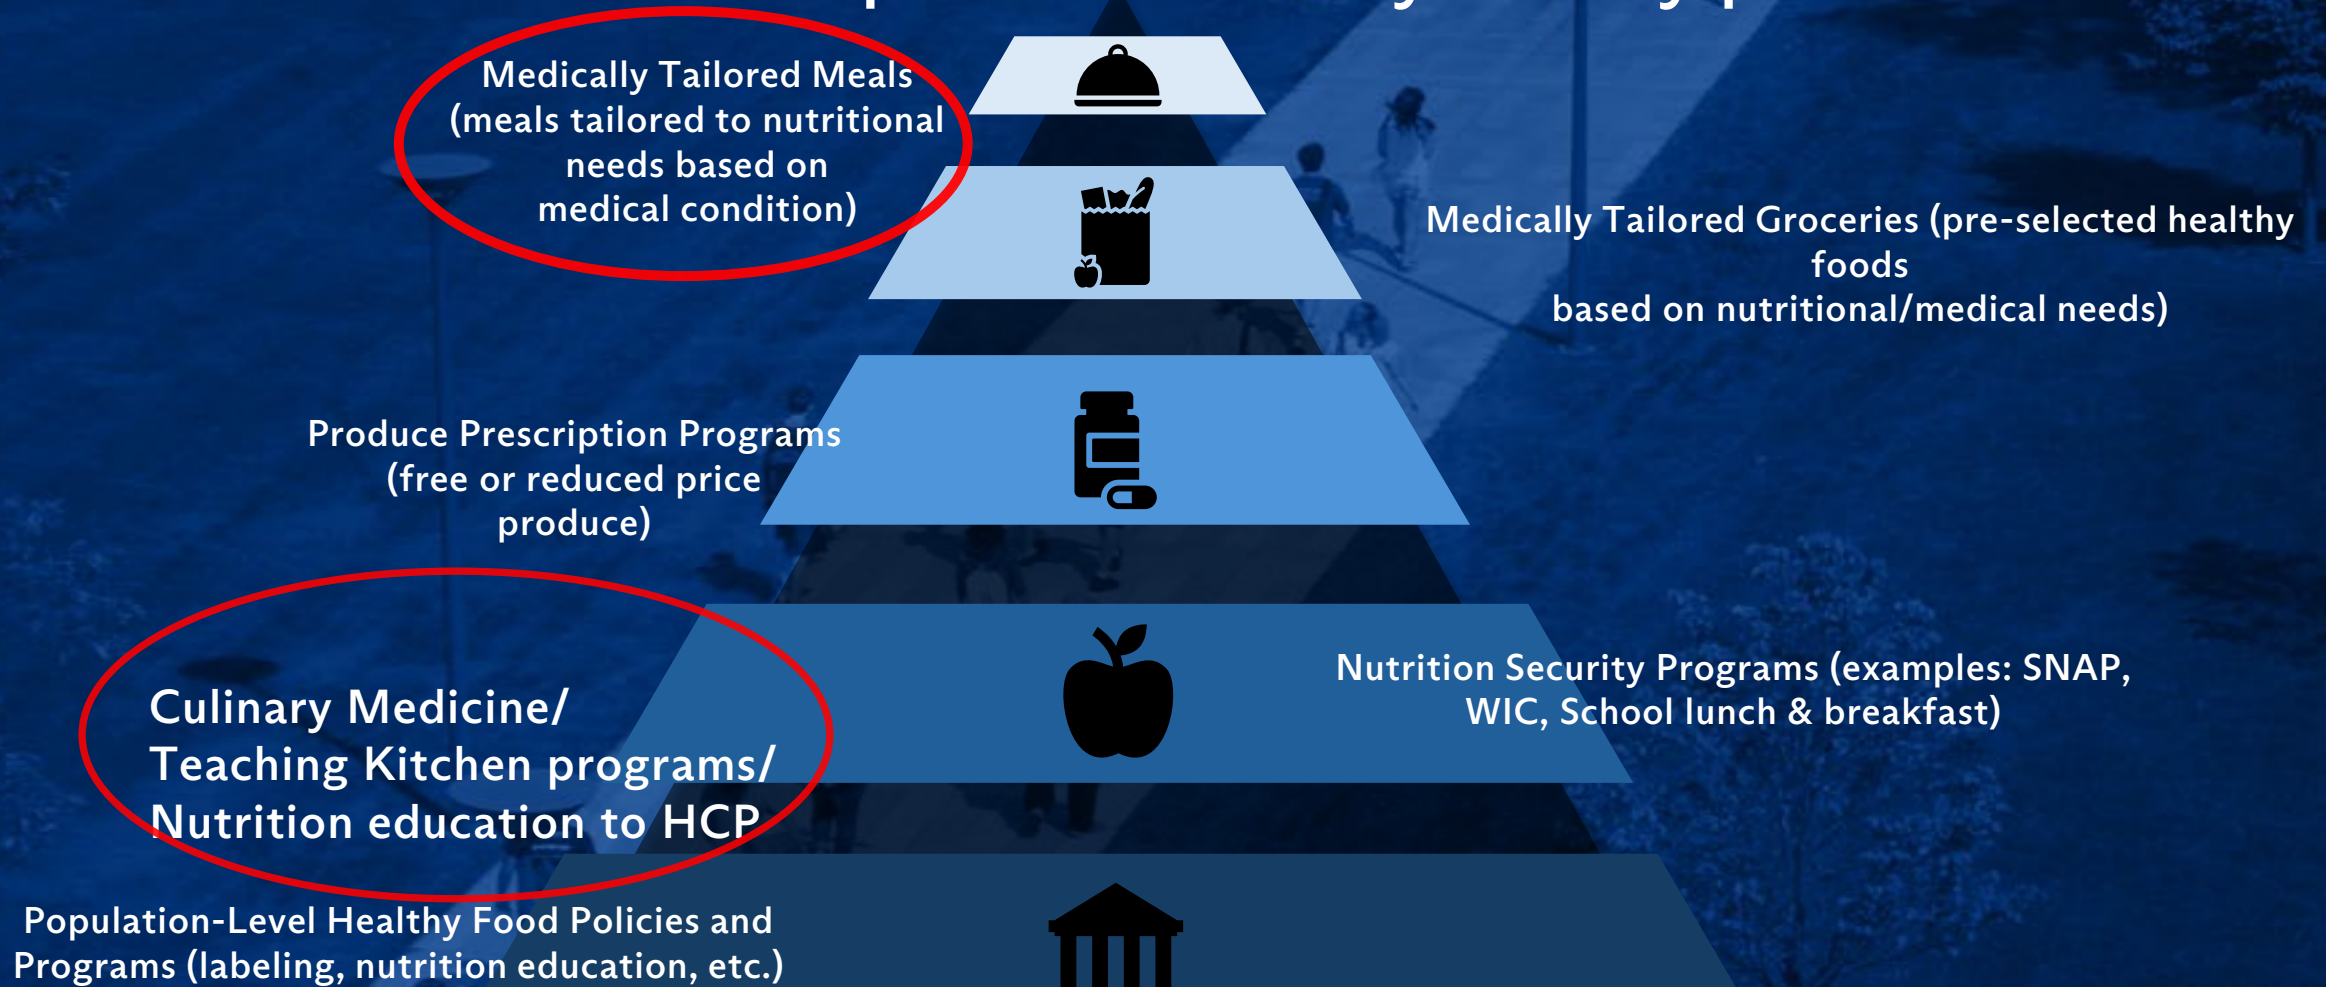 Medically Tailored Meals
(meals tailored to nutritional
needs based on
medical condition)
Medically Tailored Groceries (pre-selected healthy
foods
based on nutritional/medical needs)
Produce Prescription Programs
(free or reduced price
produce)
Nutrition Security Programs (examples: SNAP,
WIC, School lunch & breakfast)
Culinary Medicine/
Teaching Kitchen programs/
Nutrition education to HCP
Population-Level Healthy Food Policies and
Programs (labeling, nutrition education, etc.)